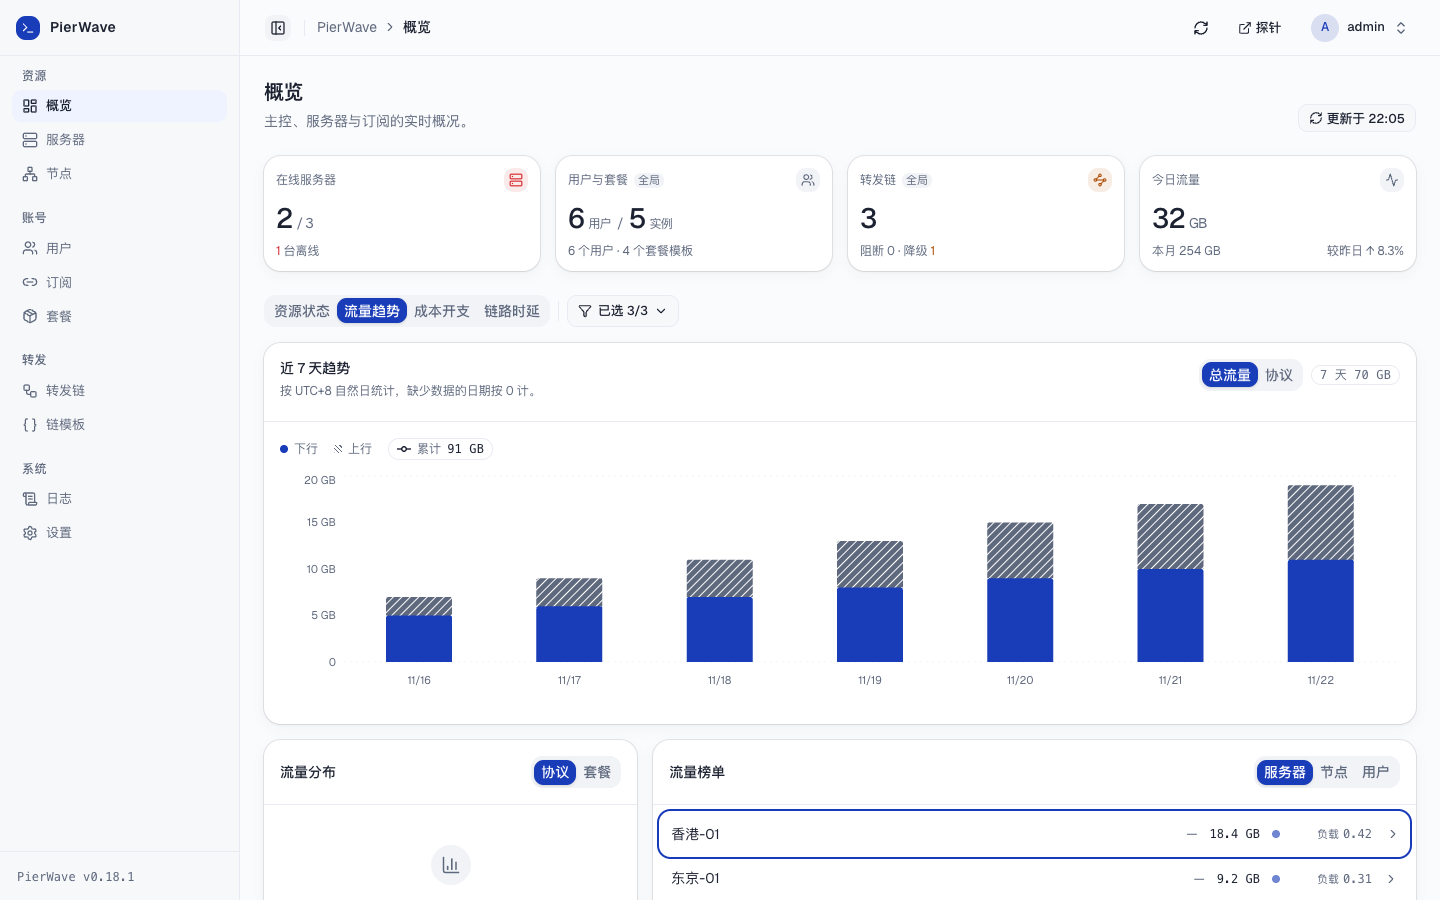 PierWave
PierWave > 概览
探针
A admin
资源
概览
服务器
节点
账号
用户
订阅
套餐
转发
转发链
链模板
系统
日志
设置
PierWave v0.18.1
概览
主控、服务器与订阅的实时概况。
更新于 22:05
在线服务器
2 / 3
1 台离线
用户与套餐 全局
6 用户 / 5 实例
6 个用户 · 4 个套餐模板
转发链 全局
3
阻断 0 · 降级 1
今日流量
32 GB
本月 254 GB 较昨日 ↑ 8.3%
资源状态 流量趋势 成本开支 链路时延 已选 3/3
近 7 天趋势
按 UTC+8 自然日统计，缺少数据的日期按 0 计。
总流量 协议 7 天 70 GB
下行 上行 累计 91 GB
20 GB
15 GB
10 GB
5 GB
0
11/16 11/17 11/18 11/19 11/20 11/21 11/22
流量分布 协议 套餐
流量榜单 服务器 节点 用户
香港-01 — 18.4 GB 负载 0.42
东京-01 — 9.2 GB 负载 0.31